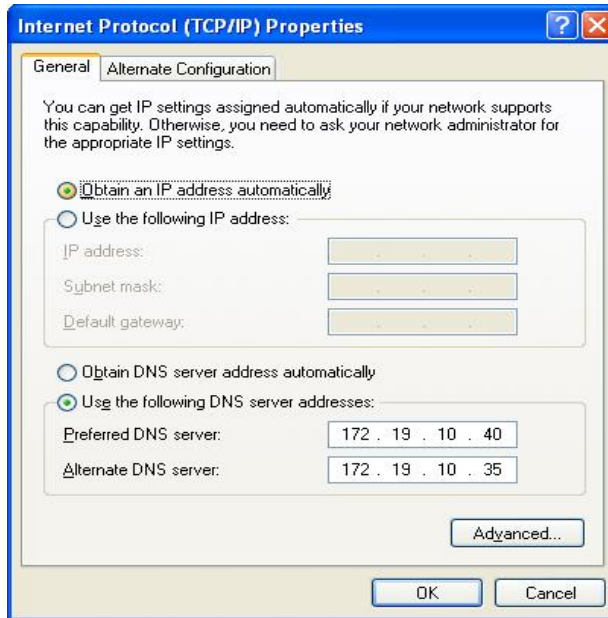 Internet Protocol (TCP/IP) Properties
General
Alternate Configuration
You can get IP settings assigned automatically if your network supports
this capability. Otherwise, you need to ask your network administrator for
the appropriate IP settings.
Obtain an IP address automatically
Use the following IP address:
IP address:
Subnet mask:
Default gateway:
Obtain DNS server address automatically
Use the following DNS server addresses:
Preferred DNS server: 172 . 19 . 10 . 40
Alternate DNS server: 172 . 19 . 10 . 35
Advanced...
OK
Cancel